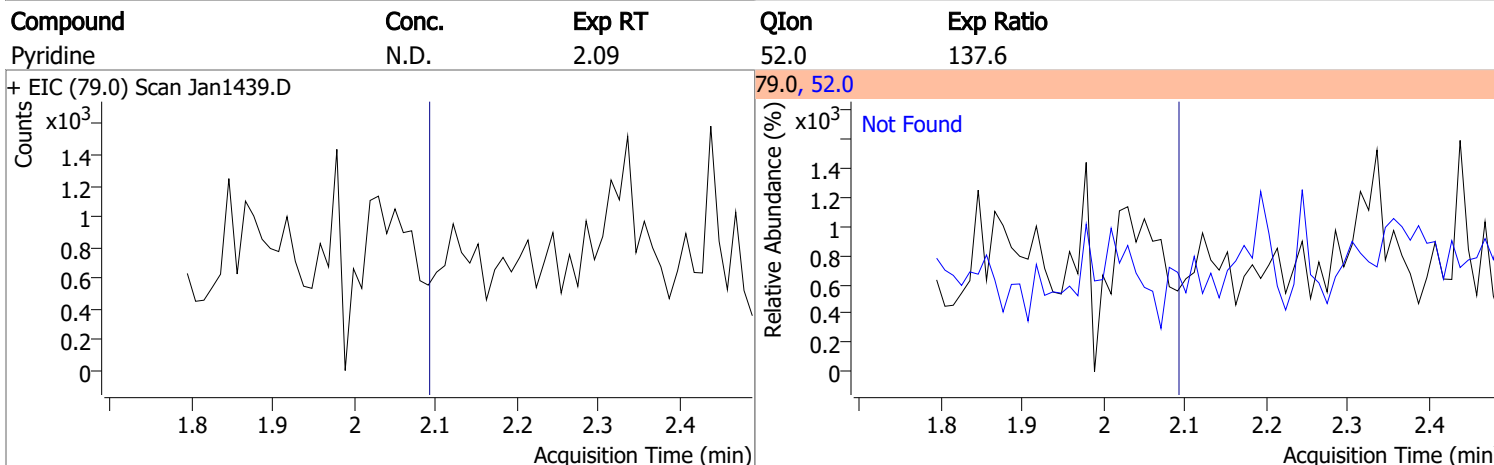 Compound Conc. Exp RT QIon Exp Ratio
Pyridine N.D. 2.09 52.0 137.6
+ EIC (79.0) Scan Jan1439.D
Counts
x10³
1.4
1.2
1
0.8
0.6
0.4
0.2
0
1.8 1.9 2 2.1 2.2 2.3 2.4
Acquisition Time (min)
79.0, 52.0
Relative Abundance (%)
x10³
Not Found
1.4
1.2
1
0.8
0.6
0.4
0.2
0
1.8 1.9 2 2.1 2.2 2.3 2.4
Acquisition Time (min